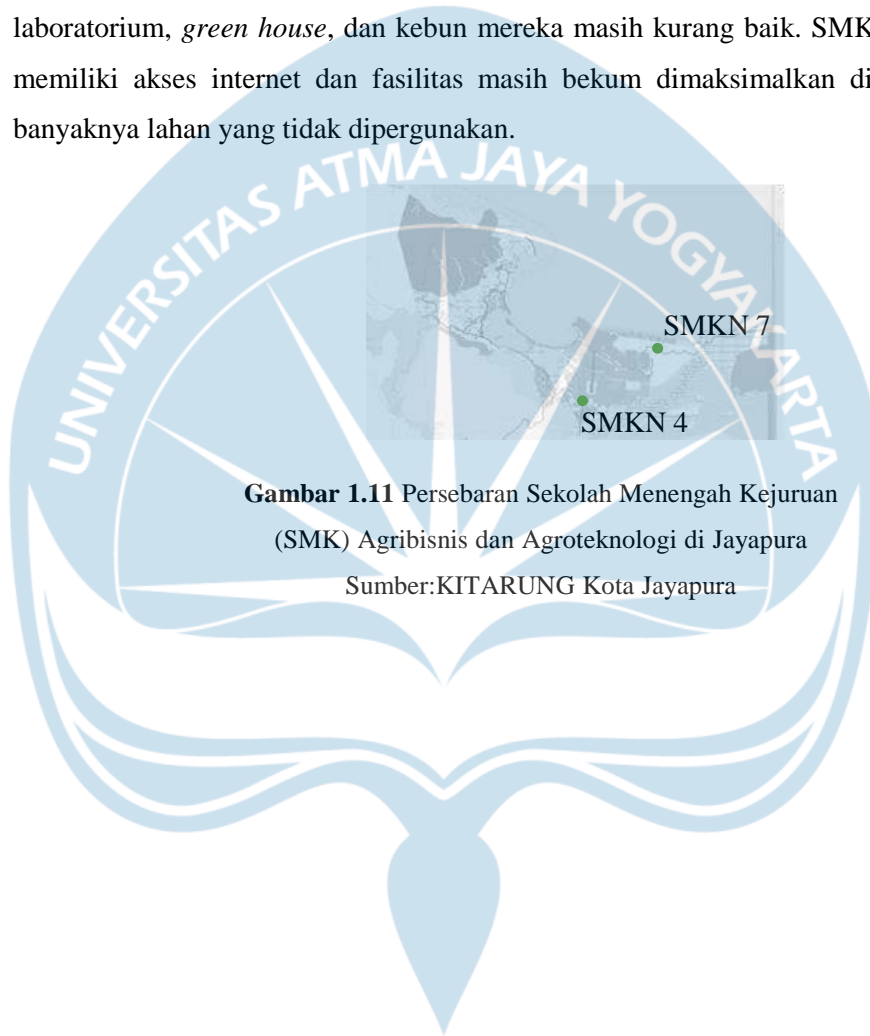 laboratorium, green house, dan kebun mereka masih kurang baik. SMK
memiliki akses internet dan fasilitas masih bekum dimaksimalkan di
banyaknya lahan yang tidak dipergunakan.
UNIVERSITAS ATMA JAYA YOGYAKARTA
SMKN 7
SMKN 4
Gambar 1.11 Persebaran Sekolah Menengah Kejuruan
(SMK) Agribisnis dan Agroteknologi di Jayapura
Sumber:KITARUNG Kota Jayapura